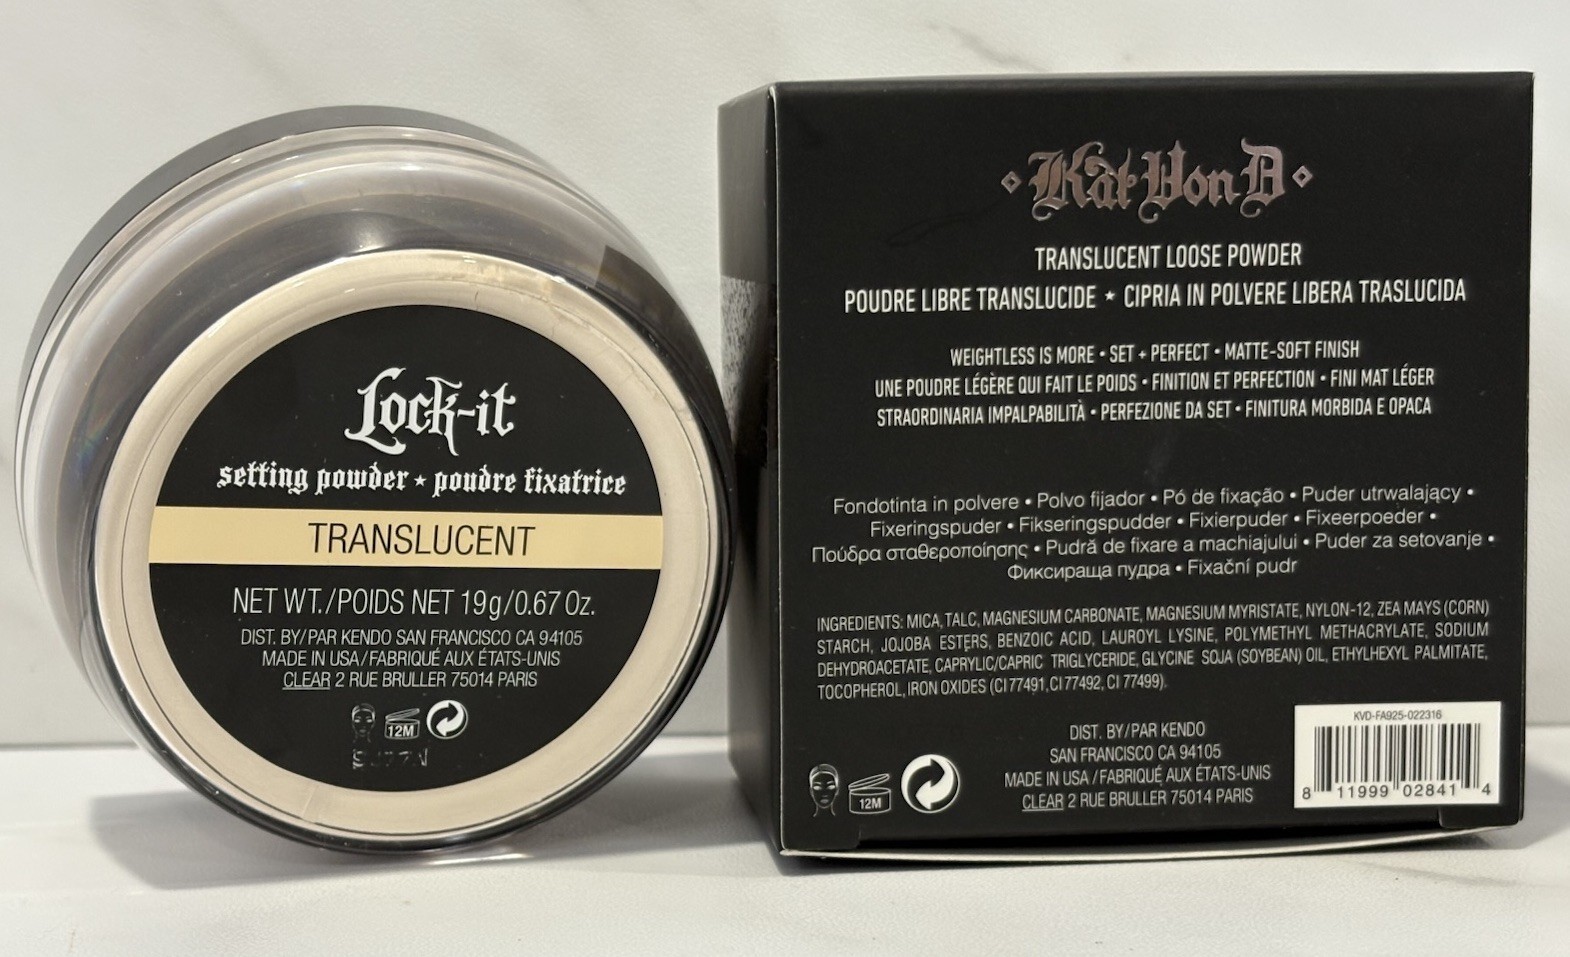 Lock-it
setting powder ★ poudre fixatrice
TRANSLUCENT
NET WT./POIDS NET 19g/0.67 Oz.
DIST. BY/PAR KENDO SAN FRANCISCO CA 94105
MADE IN USA/FABRIQUÉ AUX ÉTATS-UNIS
CLEAR 2 RUE BRULLER 75014 PARIS
12M
Kat Von D
TRANSLUCENT LOOSE POWDER
POUDRE LIBRE TRANSLUCIDE ★ CIPRIA IN POLVERE LIBERA TRASLUCIDA
WEIGHTLESS IS MORE • SET + PERFECT • MATTE-SOFT FINISH
UNE POUDRE LÉGÈRE QUI FAIT LE POIDS • FINITION ET PERFECTION • FINI MAT LÉGER
STRAORDINARIA IMPALPABILITÀ • PERFEZIONE DA SET • FINITURA MORBIDA E OPACA
Fondotinta in polvere • Polvo fijador • Pó de fixação • Puder utrwalający •
Fixeringspuder • Fikseringspudder • Fixierpuder • Fixeerpoeder •
Πούδρα σταθεροποίησης • Pudră de fixare a machiajului • Puder za setovanje •
Фиксираща пудра • Fixační pudr
INGREDIENTS: MICA, TALC, MAGNESIUM CARBONATE, MAGNESIUM MYRISTATE, NYLON-12, ZEA MAYS (CORN)
STARCH, JOJOBA ESTERS, BENZOIC ACID, LAUROYL LYSINE, POLYMETHYL METHACRYLATE, SODIUM
DEHYDROACETATE, CAPRYLIC/CAPRIC TRIGLYCERIDE, GLYCINE SOJA (SOYBEAN) OIL, ETHYLHEXYL PALMITATE,
TOCOPHEROL, IRON OXIDES (CI 77491, CI 77492, CI 77499).
DIST. BY/PAR KENDO
SAN FRANCISCO CA 94105
MADE IN USA/FABRIQUÉ AUX ÉTATS-UNIS
CLEAR 2 RUE BRULLER 75014 PARIS
12M
KVD-FA925-022316
8 11999 02841 4